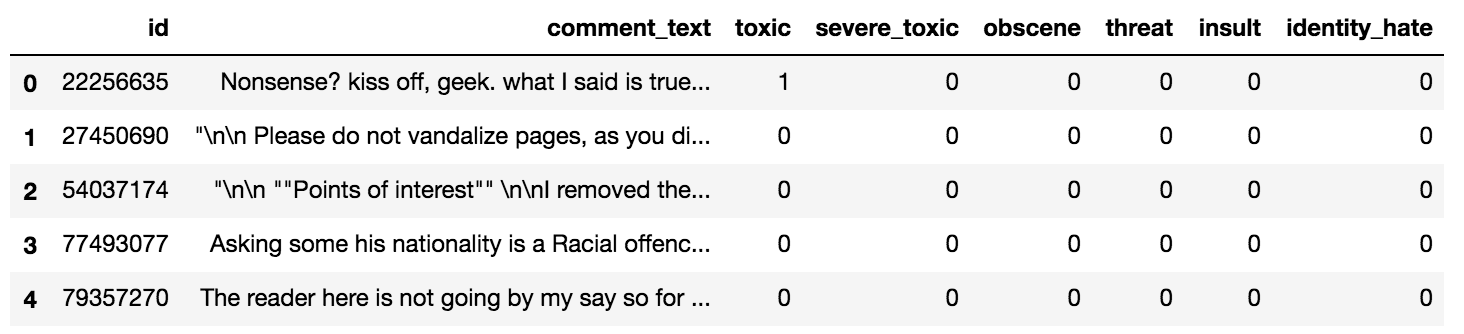 id comment_text toxic severe_toxic obscene threat insult identity_hate
0 22256635 Nonsense? kiss off, geek. what I said is true... 1 0 0 0 0 0
1 27450690 "\n\n Please do not vandalize pages, as you di... 0 0 0 0 0 0
2 54037174 "\n\n ""Points of interest"" \n\nI removed the... 0 0 0 0 0 0
3 77493077 Asking some his nationality is a Racial offenc... 0 0 0 0 0 0
4 79357270 The reader here is not going by my say so for ... 0 0 0 0 0 0